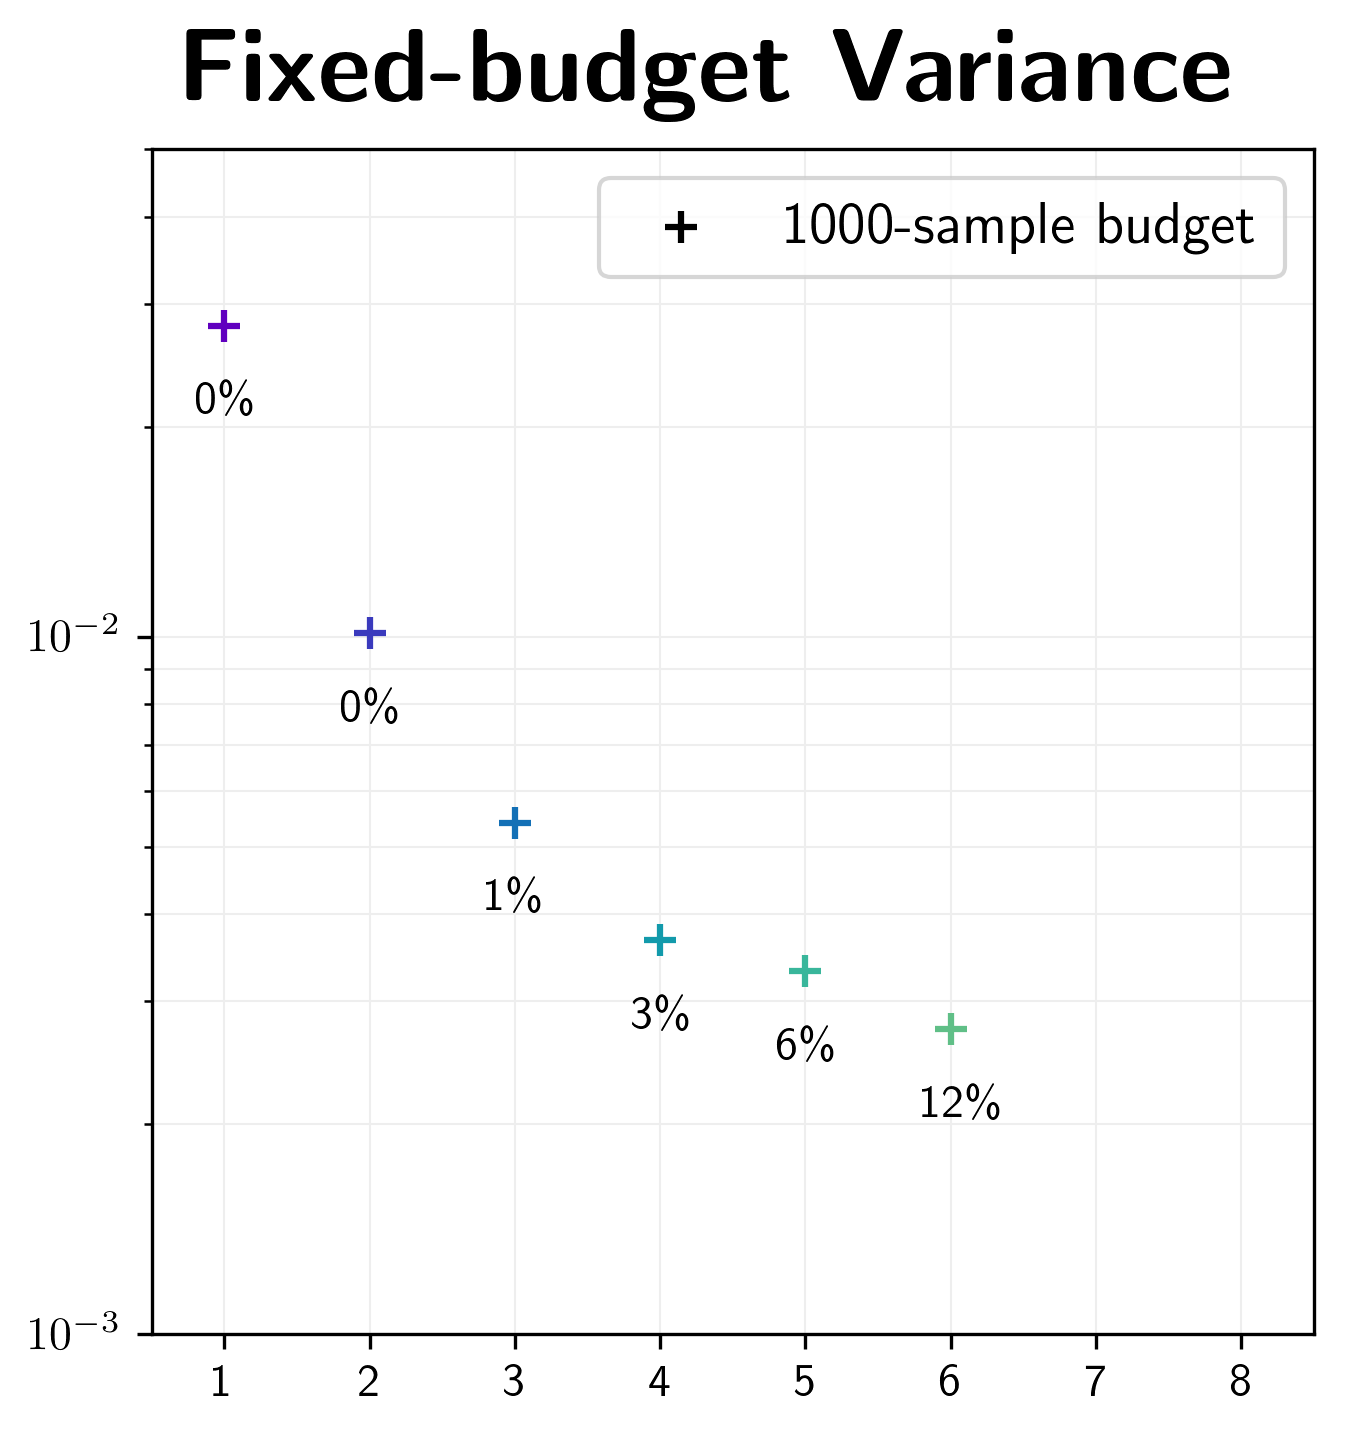 Fixed-budget Variance
1000-sample budget
0%
10⁻²
0%
1%
3%
6%
12%
10⁻³
1 2 3 4 5 6 7 8